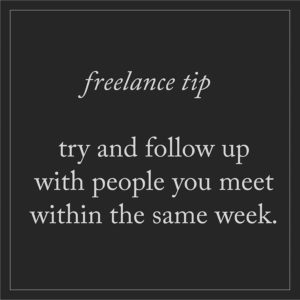 freelance tip
try and follow up
with people you meet
within the same week.